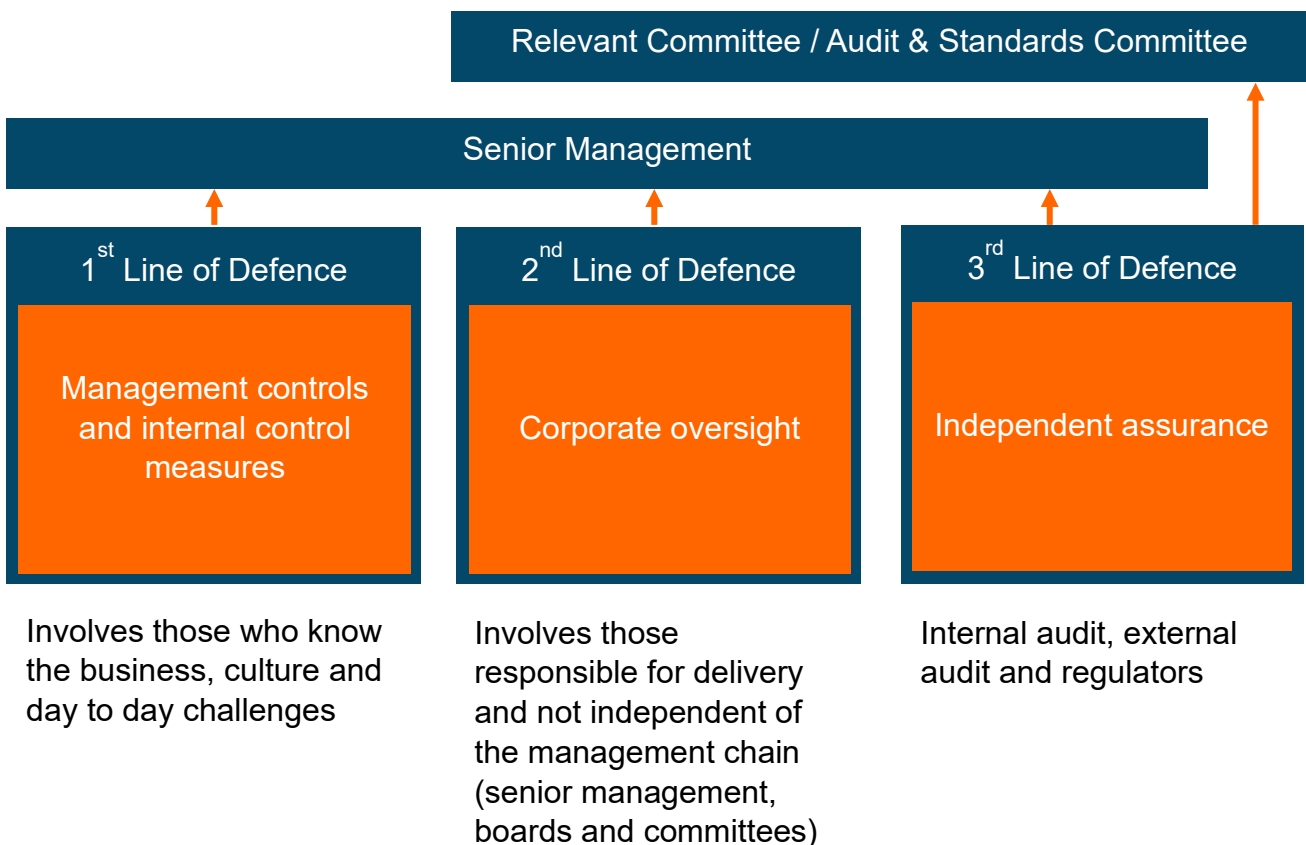 Relevant Committee / Audit & Standards Committee
Senior Management
1st Line of Defence
Management controls
and internal control
measures
Involves those who know
the business, culture and
day to day challenges
2nd Line of Defence
Corporate oversight
Involves those
responsible for delivery
and not independent of
the management chain
(senior management,
boards and committees)
3rd Line of Defence
Independent assurance
Internal audit, external
audit and regulators